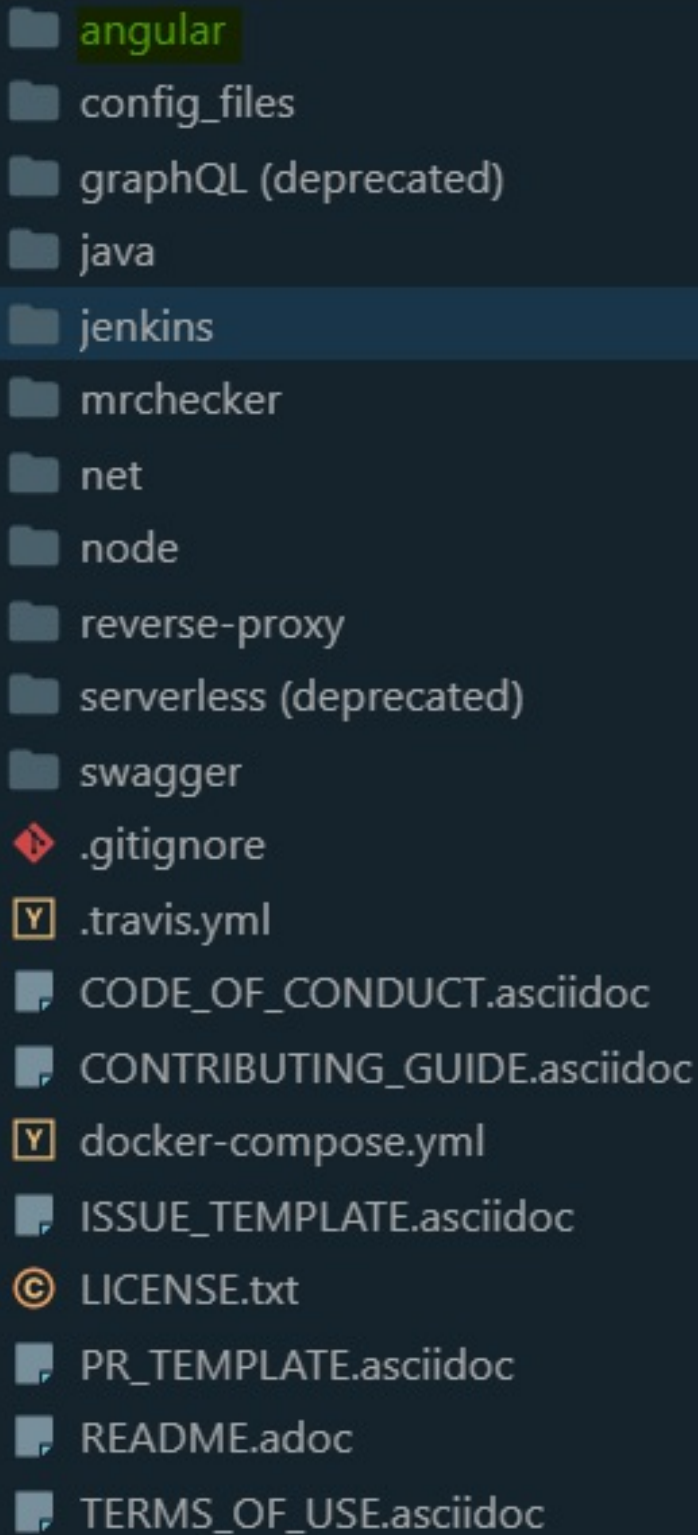 angular
config_files
graphQL (deprecated)
java
jenkins
mrchecker
net
node
reverse-proxy
serverless (deprecated)
swagger
.gitignore
Y .travis.yml
CODE_OF_CONDUCT.asciidoc
CONTRIBUTING_GUIDE.asciidoc
Y docker-compose.yml
ISSUE_TEMPLATE.asciidoc
© LICENSE.txt
PR_TEMPLATE.asciidoc
README.adoc
TERMS_OF_USE.asciidoc